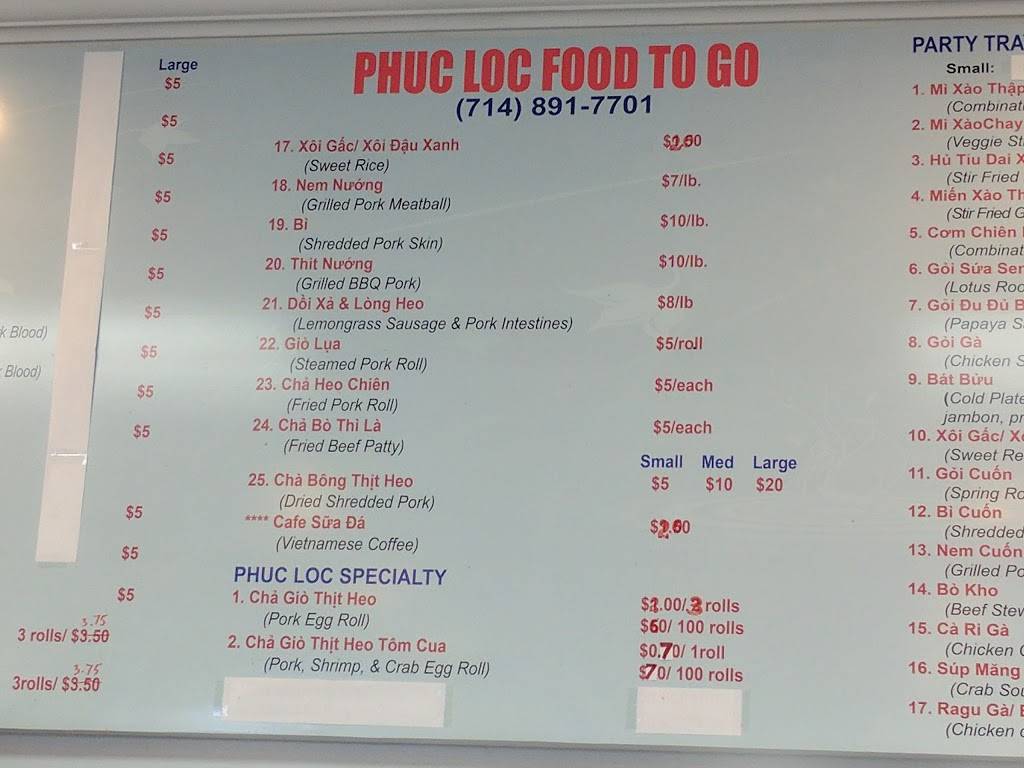 k Blood)
Blood)
Large
$5
$5
$5
$5
$5
$5
$5
$5
$5
$5
$5
$5
$5
3.75
3 rolls/ $3.50
3.75
3rolls/ $3.50
PHUC LOC FOOD TO GO
(714) 891-7701
17. Xôi Gấc/ Xôi Đậu Xanh
(Sweet Rice)
18. Nem Nướng $7/lb.
(Grilled Pork Meatball)
19. Bì $10/lb.
(Shredded Pork Skin)
20. Thịt Nướng $10/lb.
(Grilled BBQ Pork)
21. Dồi Xả & Lòng Heo $8/lb
(Lemongrass Sausage & Pork Intestines)
22. Giò Lụa $5/roll
(Steamed Pork Roll)
23. Chả Heo Chiên $5/each
(Fried Pork Roll)
24. Chả Bò Thì Là $5/each
(Fried Beef Patty)
Small Med Large
25. Chà Bông Thịt Heo $5 $10 $20
(Dried Shredded Pork)
**** Cafe Sữa Đá
(Vietnamese Coffee)
PHUC LOC SPECIALTY
1. Chả Giò Thịt Heo rolls
(Pork Egg Roll) $60/ 100 rolls
2. Chả Giò Thịt Heo Tôm Cua $0.70/ 1roll
(Pork, Shrimp, & Crab Egg Roll) $70/ 100 rolls
PARTY TRA
Small:
1. Mì Xào Thập
(Combinat
2. Mì XàoChay
(Veggie St
3. Hủ Tiu Dai X
(Stir Fried
4. Miến Xào Th
(Stir Fried G
5. Cơm Chiên
(Combinat
6. Gỏi Sứa Sen
(Lotus Roo
7. Gỏi Đu Đủ B
(Papaya S
8. Gỏi Gà
(Chicken S
9. Bát Bửu
(Cold Plate
jambon, pr
10. Xôi Gấc/ Xô
(Sweet Re
11. Gỏi Cuốn
(Spring Ro
12. Bì Cuốn
(Shredded
13. Nem Cuốn
(Grilled Po
14. Bò Kho
(Beef Stew
15. Cà Ri Gà
(Chicken C
16. Súp Măng
(Crab Sou
17. Ragu Gà/
(Chicken